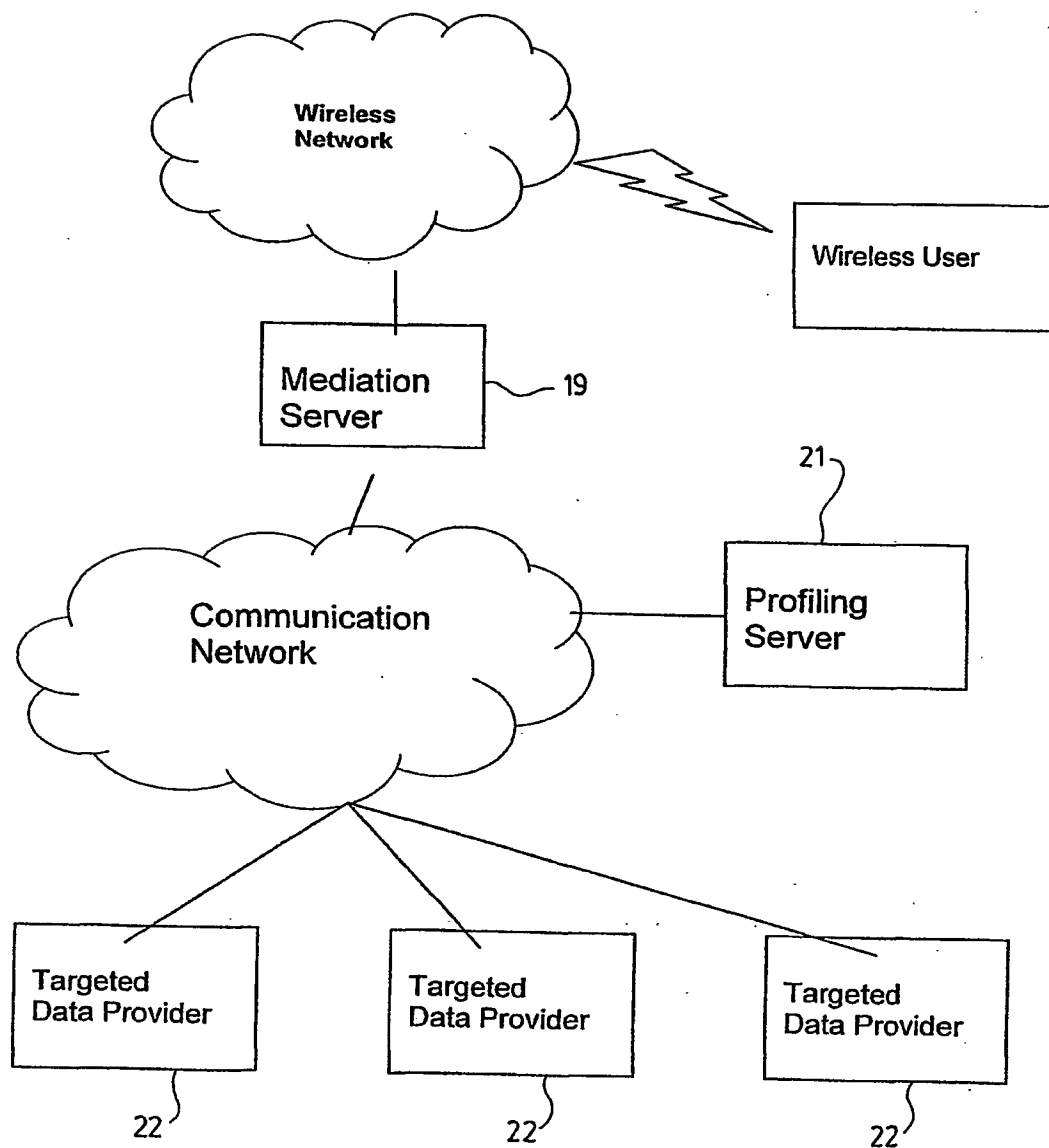 Wireless
Network
Wireless User
Mediation
Server
19
21
Communication
Network
Profiling
Server
Targeted
Data Provider
Targeted
Data Provider
Targeted
Data Provider
22
22
22